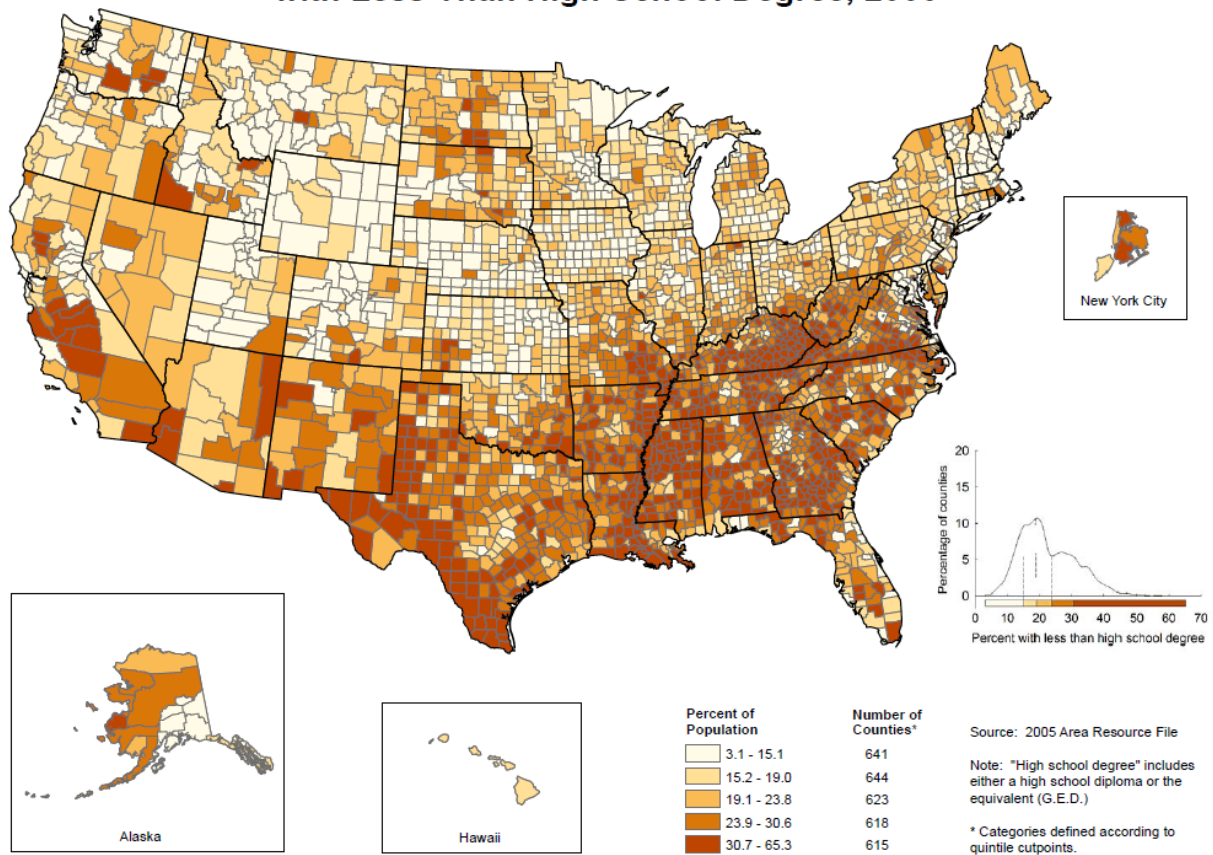 New York City
20
15
10
5
0
Percentage of counties
0 10 20 30 40 50 60 70
Percent with less than high school degree
Alaska
Hawaii
Percent of
Population
Number of
Counties*
3.1 - 15.1 641
15.2 - 19.0 644
19.1 - 23.8 623
23.9 - 30.6 618
30.7 - 65.3 615
Source: 2005 Area Resource File
Note: "High school degree" includes
either a high school diploma or the
equivalent (G.E.D.)
* Categories defined according to
quintile cutpoints.